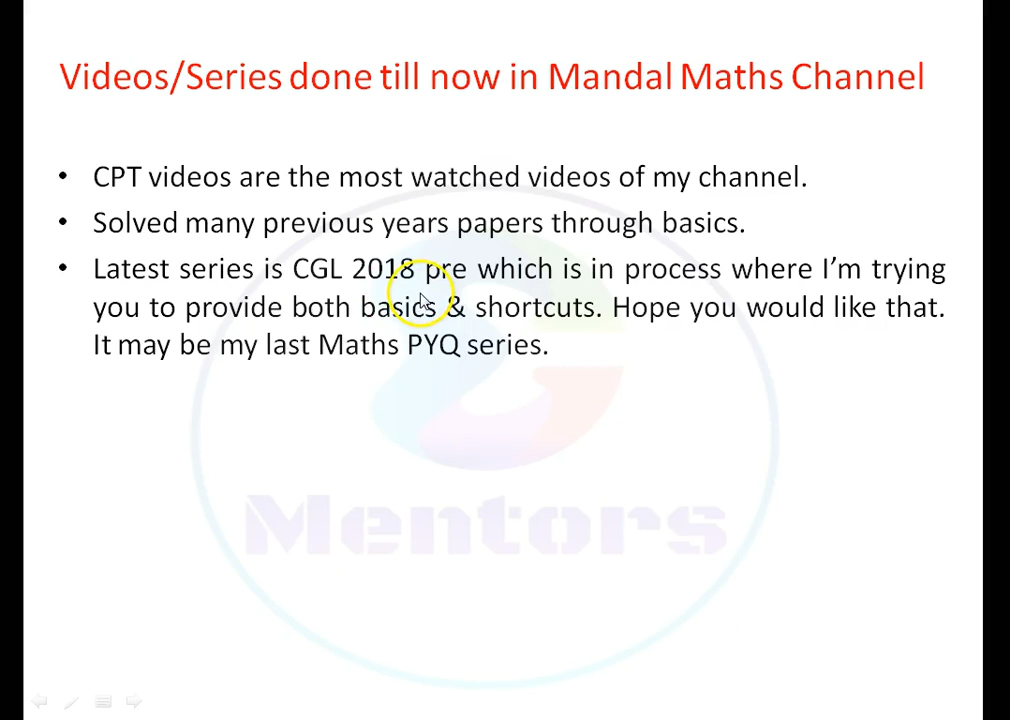 Videos/Series done till now in Mandal Maths Channel
• CPT videos are the most watched videos of my channel.
• Solved many previous years papers through basics.
• Latest series is CGL 2018 pre which is in process where I'm trying
you to provide both basics & shortcuts. Hope you would like that.
It may be my last Maths PYQ series.
Mentors